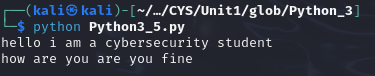 ┌──(kali㉿kali)-[~/…/CYS/Unit1/glob/Python_3]
└─$ python Python3_5.py
hello i am a cybersecurity student
how are you are you fine